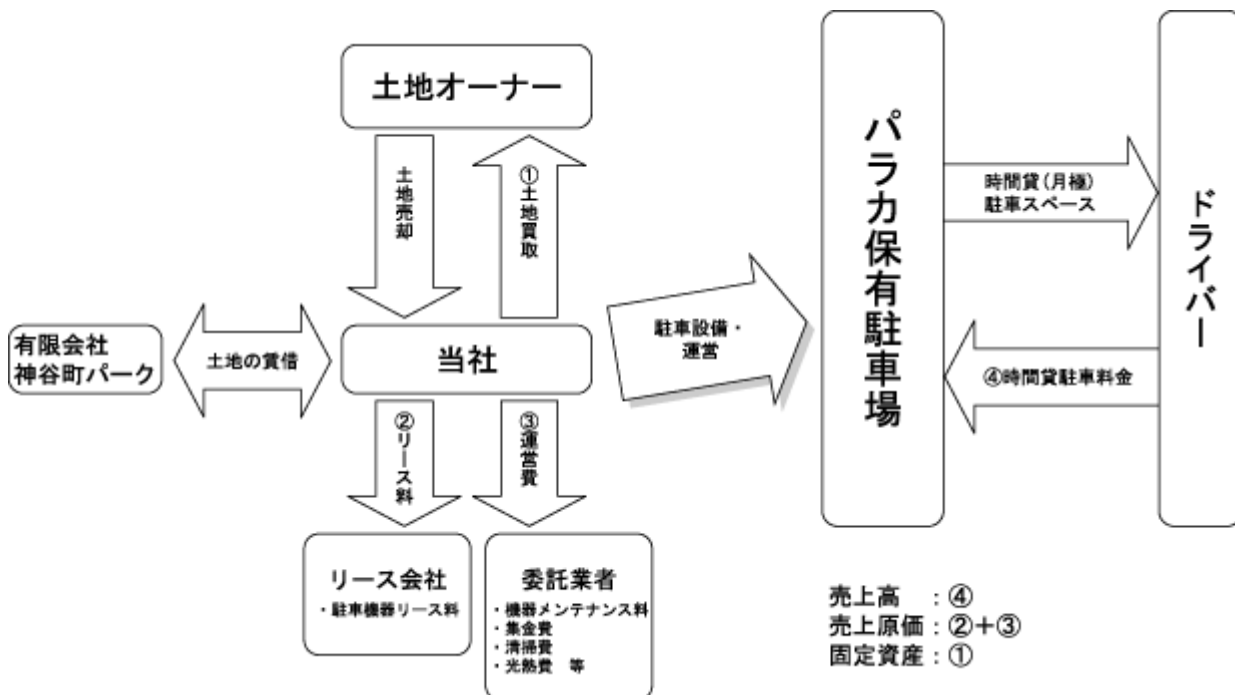 土地オーナー
土地売却
①土地買取
有限会社
神谷町パーク
土地の賃借
当社
②リース料
③運営費
リース会社
・駐車機器リース料
委託業者
・機器メンテナンス料
・集金費
・清掃費
・光熱費　等
駐車設備・
運営
パラカ保有駐車場
時間貸(月極)
駐車スペース
④時間貸駐車料金
ドライバー
売上高　：④
売上原価：②＋③
固定資産：①